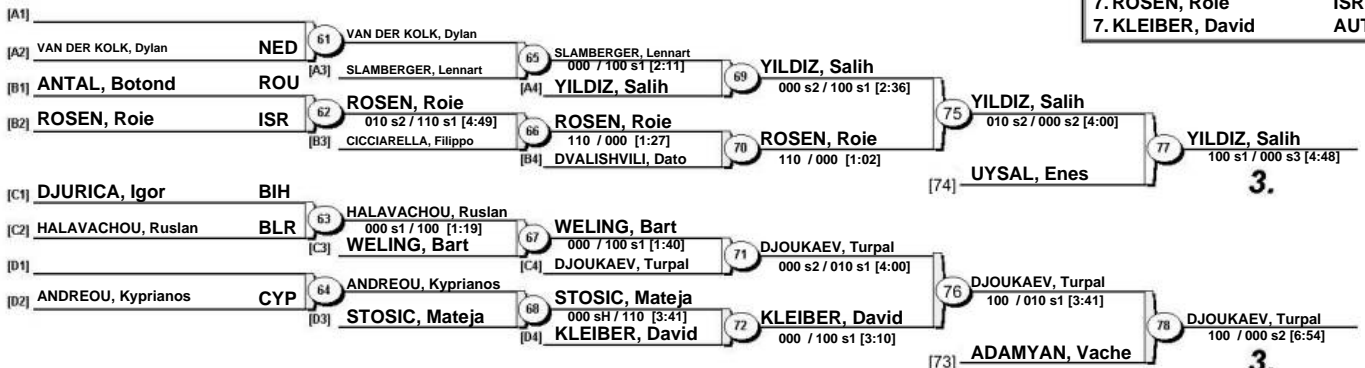 7. ROSEN, Roie ISR
7. KLEIBER, David AUT
[A1]
[A2] VAN DER KOLK, Dylan NED
61
VAN DER KOLK, Dylan
[A3] SLAMBERGER, Lennart
65
SLAMBERGER, Lennart
000 / 100 s1 [2:11]
[A4] YILDIZ, Salih
69
YILDIZ, Salih
000 s2 / 100 s1 [2:36]
[B1] ANTAL, Botond ROU
[B2] ROSEN, Roie ISR
62
ROSEN, Roie
010 s2 / 110 s1 [4:49]
[B3] CICCIARELLA, Filippo
66
ROSEN, Roie
110 / 000 [1:27]
[B4] DVALISHVILI, Dato
70
ROSEN, Roie
110 / 000 [1:02]
75
YILDIZ, Salih
010 s2 / 000 s2 [4:00]
[74] UYSAL, Enes
77
YILDIZ, Salih
100 s1 / 000 s3 [4:48]
3.
[C1] DJURICA, Igor BIH
[C2] HALAVACHOU, Ruslan BLR
63
HALAVACHOU, Ruslan
000 s1 / 100 [1:19]
[C3] WELING, Bart
67
WELING, Bart
000 / 100 s1 [1:40]
[C4] DJOUKAEV, Turpal
71
DJOUKAEV, Turpal
000 s2 / 010 s1 [4:00]
[D1]
[D2] ANDREOU, Kyprianos CYP
64
ANDREOU, Kyprianos
[D3] STOSIC, Mateja
68
STOSIC, Mateja
000 sH / 110 [3:41]
[D4] KLEIBER, David
72
KLEIBER, David
000 / 100 s1 [3:10]
76
DJOUKAEV, Turpal
100 / 010 s1 [3:41]
[73] ADAMYAN, Vache
78
DJOUKAEV, Turpal
100 / 000 s2 [6:54]
3.